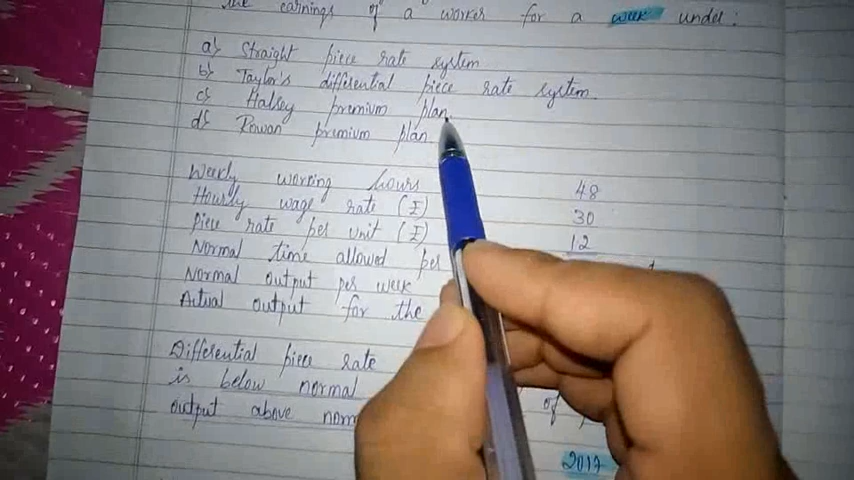 the earnings of a worker for a week under:
a) Straight piece rate system
b) Taylor's differential piece rate system.
c) Halsey premium plan
d) Rowan premium plan
Weekly working hours 48
Hourly wage rate (₹) 30
Piece rate per unit (₹) 12
Normal time allowed per
Normal output per week
Actual output for the
Differential piece rate
is below normal
output above of
2017